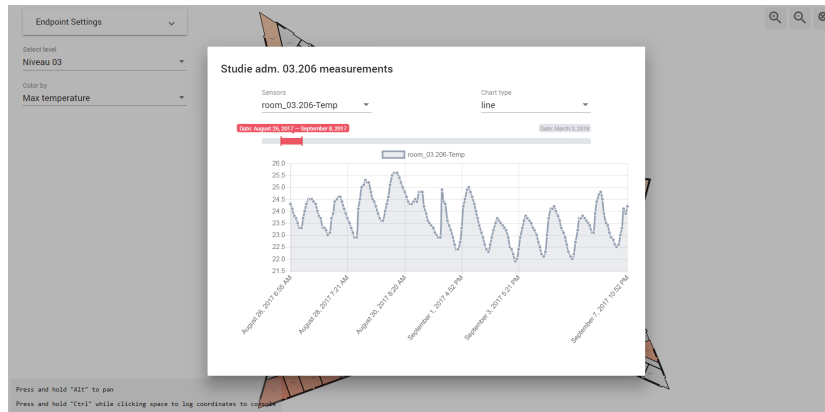 Endpoint Settings
Select level
Niveau 03
Color by
Max temperature
Studie adm. 03.206 measurements
Sensors
room_03.206-Temp
Chart type
line
Date: August 2017 — September 2017
Date: March 3, 2018
room_03.206-Temp
26.0
25.5
25.0
24.5
24.0
23.5
23.0
22.5
22.0
21.5
August 26, 2017 6:55 AM
August 28, 2017 7:21 AM
August 30, 2017 8:20 AM
September 1, 2017 4:52 PM
September 3, 2017 5:21 PM
September 7, 2017 10:52 PM
Press and hold "Alt" to pan
Press and hold "Ctrl" while clicking space to log coordinates to console